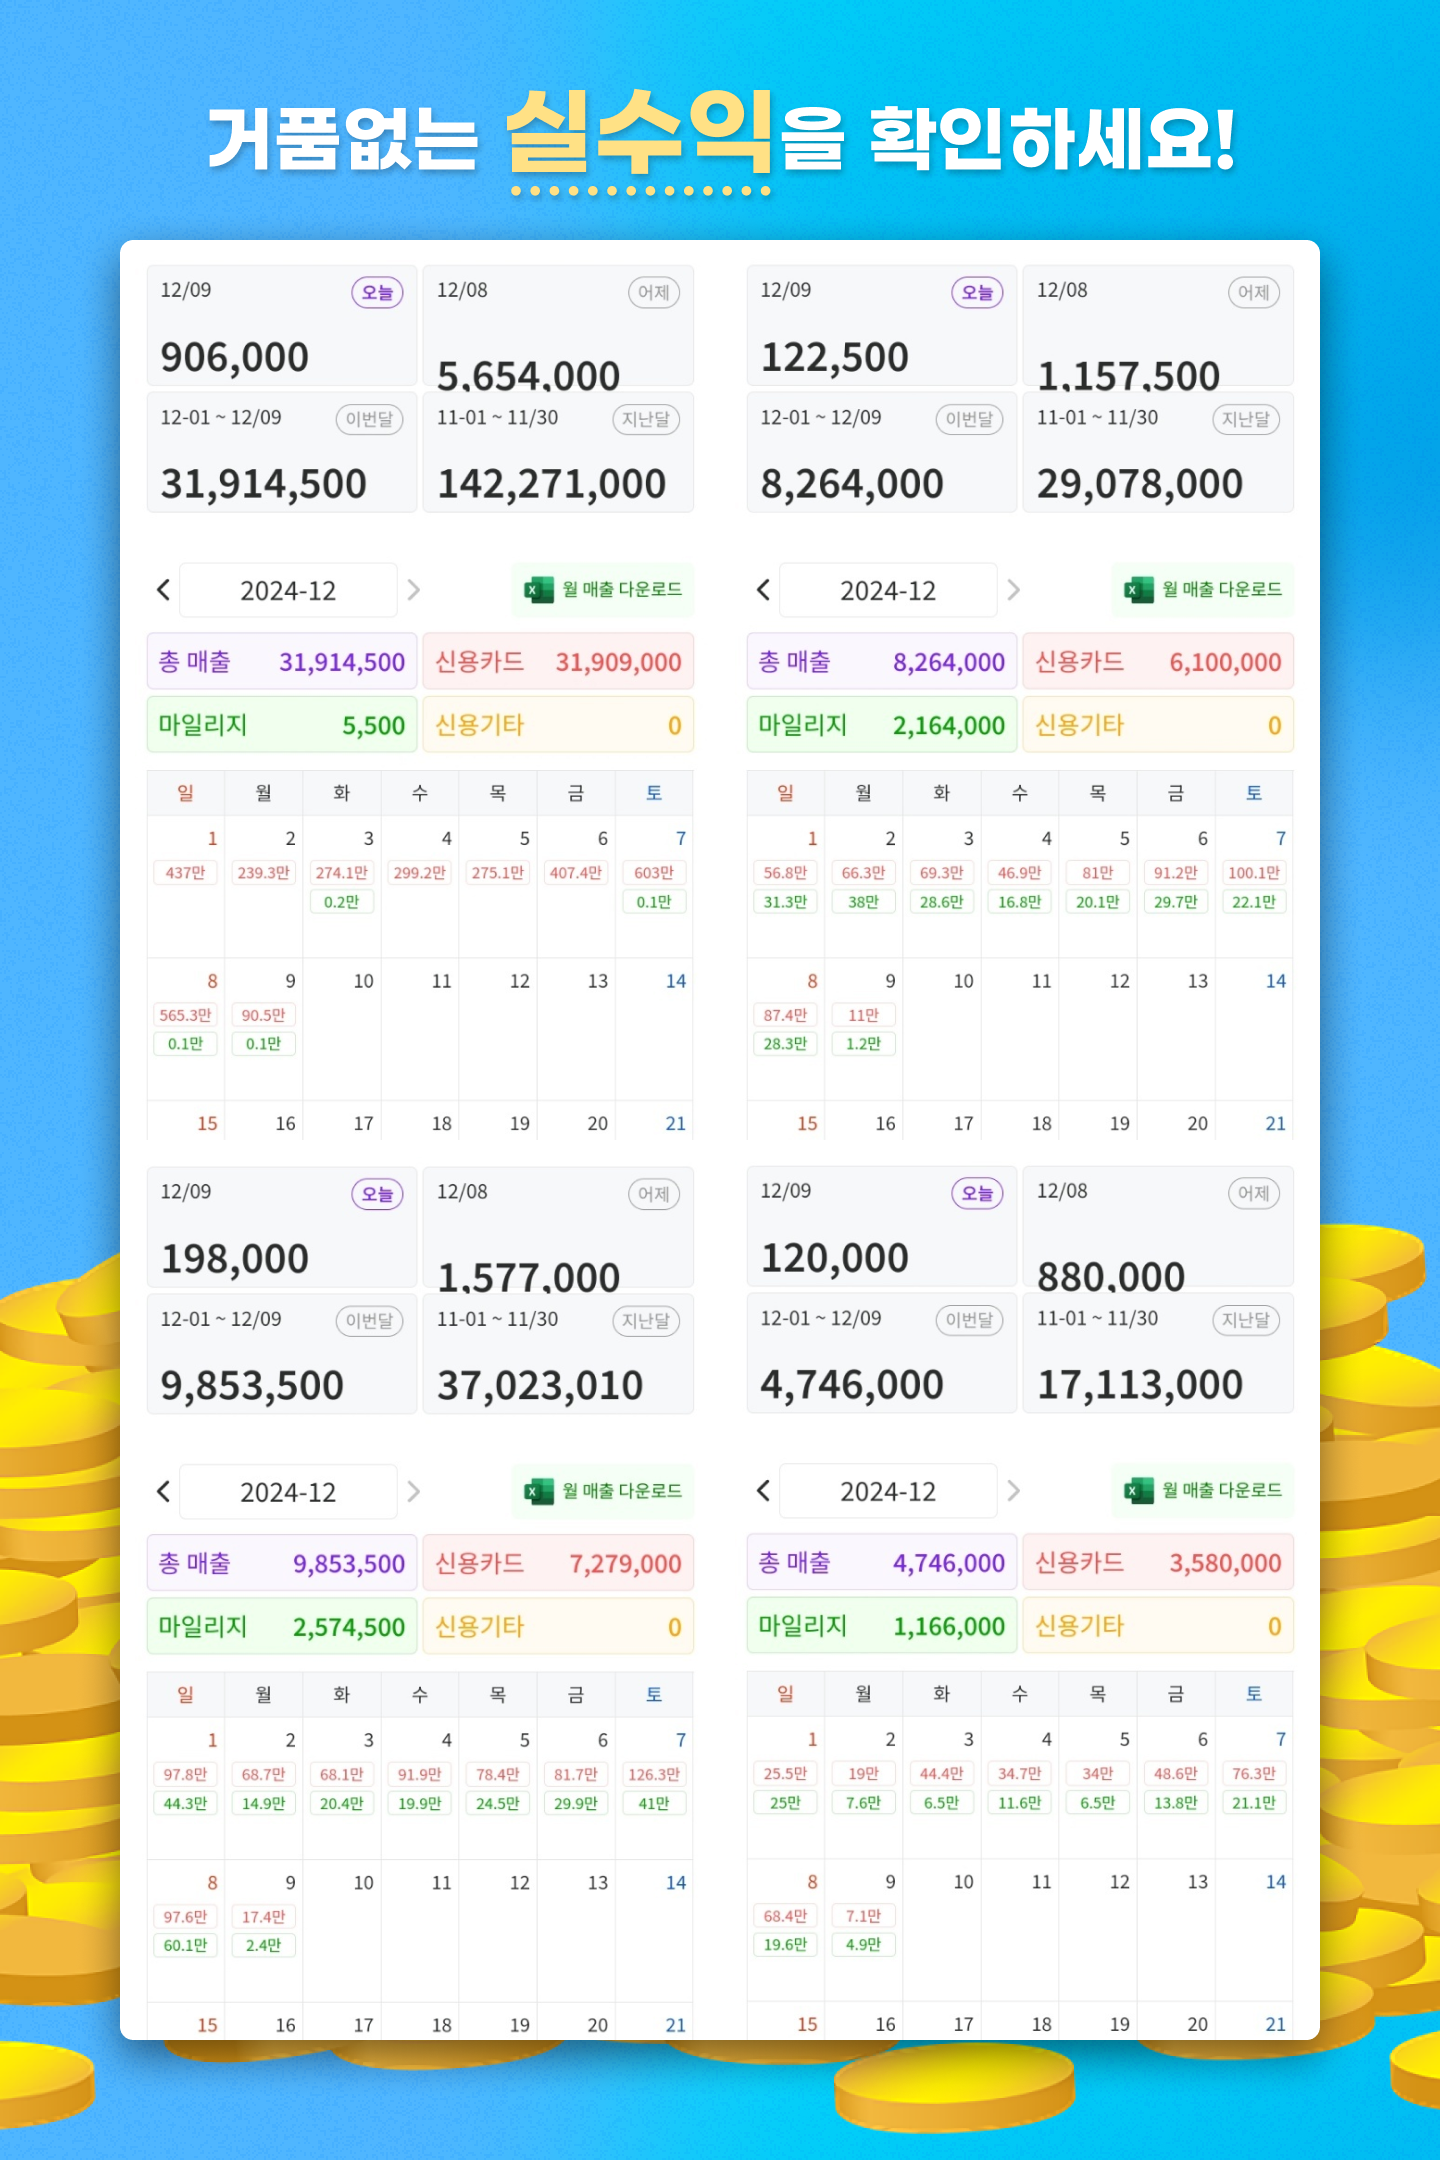 거품없는 실수익을 확인하세요!
12/09 오늘 12/08 어제
906,000 5,654,000
12-01 ~ 12/09 이번달 11-01 ~ 11/30 지난달
31,914,500 142,271,000
2024-12 월 매출 다운로드
총 매출 31,914,500 신용카드 31,909,000
마일리지 5,500 신용기타 0
일 월 화 수 목 금 토
1 2 3 4 5 6 7
437만 239.3만 274.1만 299.2만 275.1만 407.4만 603만
0.2만 0.1만
8 9 10 11 12 13 14
565.3만 90.5만
0.1만 0.1만
15 16 17 18 19 20 21
12/09 오늘 12/08 어제
122,500 1,157,500
12-01 ~ 12/09 이번달 11-01 ~ 11/30 지난달
8,264,000 29,078,000
2024-12 월 매출 다운로드
총 매출 8,264,000 신용카드 6,100,000
마일리지 2,164,000 신용기타 0
일 월 화 수 목 금 토
1 2 3 4 5 6 7
56.8만 66.3만 69.3만 46.9만 81만 91.2만 100.1만
31.3만 38만 28.6만 16.8만 20.1만 29.7만 22.1만
8 9 10 11 12 13 14
87.4만 11만
28.3만 1.2만
15 16 17 18 19 20 21
12/09 오늘 12/08 어제
198,000 1,577,000
12-01 ~ 12/09 이번달 11-01 ~ 11/30 지난달
9,853,500 37,023,010
2024-12 월 매출 다운로드
총 매출 9,853,500 신용카드 7,279,000
마일리지 2,574,500 신용기타 0
일 월 화 수 목 금 토
1 2 3 4 5 6 7
97.8만 68.7만 68.1만 91.9만 78.4만 81.7만 126.3만
44.3만 14.9만 20.4만 19.9만 24.5만 29.9만 41만
8 9 10 11 12 13 14
97.6만 17.4만
60.1만 2.4만
15 16 17 18 19 20 21
12/09 오늘 12/08 어제
120,000 880,000
12-01 ~ 12/09 이번달 11-01 ~ 11/30 지난달
4,746,000 17,113,000
2024-12 월 매출 다운로드
총 매출 4,746,000 신용카드 3,580,000
마일리지 1,166,000 신용기타 0
일 월 화 수 목 금 토
1 2 3 4 5 6 7
25.5만 19만 44.4만 34.7만 34만 48.6만 76.3만
25만 7.6만 6.5만 11.6만 6.5만 13.8만 21.1만
8 9 10 11 12 13 14
68.4만 7.1만
19.6만 4.9만
15 16 17 18 19 20 21